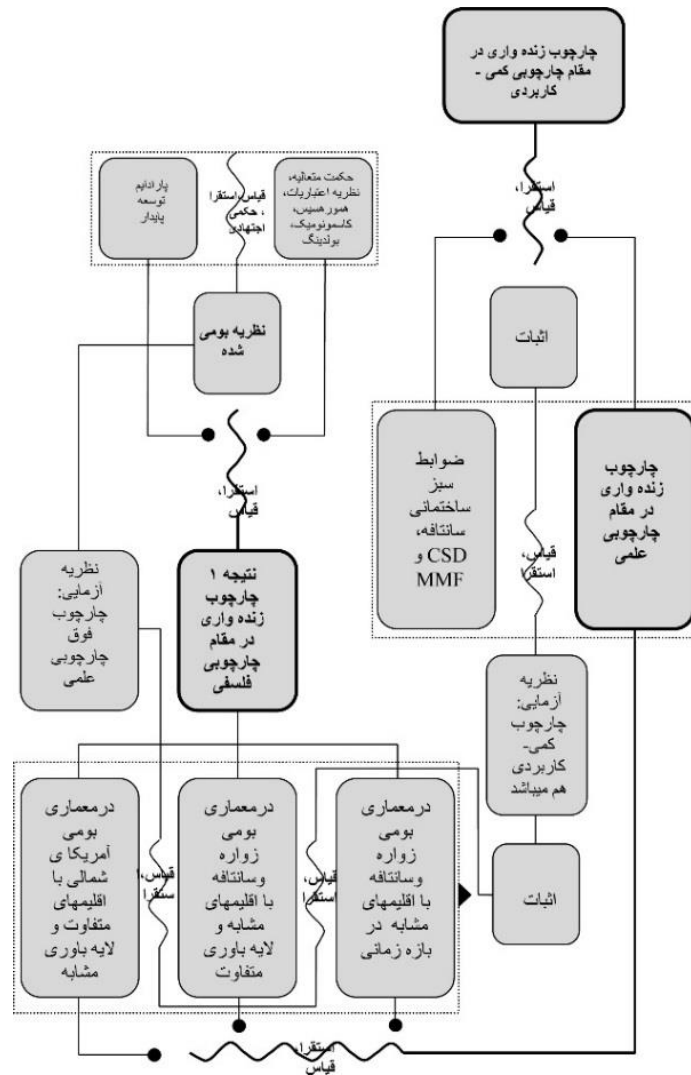 چارچوب زنده واری در
مقام چارچوبی کمی -
کاربردی
استقرا،
قیاس
حکمت متعالیه،
نظریه اعتباریات،
همورهسیس،
کاسمونومیک،
بولدینگ
قیاس،استقرا
، حکمی
اجتهادی
پارادایم
توسعه
پایدار
نظریه بومی
شده
اثبات
استقرا،
قیاس
چارچوب
زنده واری
در مقام
چارچوبی
علمی
ضوابط
سبز
ساختمانی
سانتافه،
CSD و
MMF
قیاس،
استقرا
نتیجه ۱
چارچوب
زنده واری
در مقام
چارچوبی
فلسفی
نظریه
آزمایی:
چارچوب
فوق
چارچوبی
علمی
نظریه
آزمایی:
چارچوب
کمی-
کاربردی
هم میباشد
اثبات
درمعماری
بومی
زواره
وسانتافه
با اقلیمهای
مشابه در
بازه زمانی
قیاس،
استقرا
درمعماری
بومی
زواره
وسانتافه
با اقلیمهای
مشابه و
لایه باوری
متفاوت
قیاس،ا
ستقرا
درمعماری
بومی
آمریکا ی
شمالی با
اقلیمهای
متفاوت و
لایه باوری
مشابه
استقرا،
قیاس